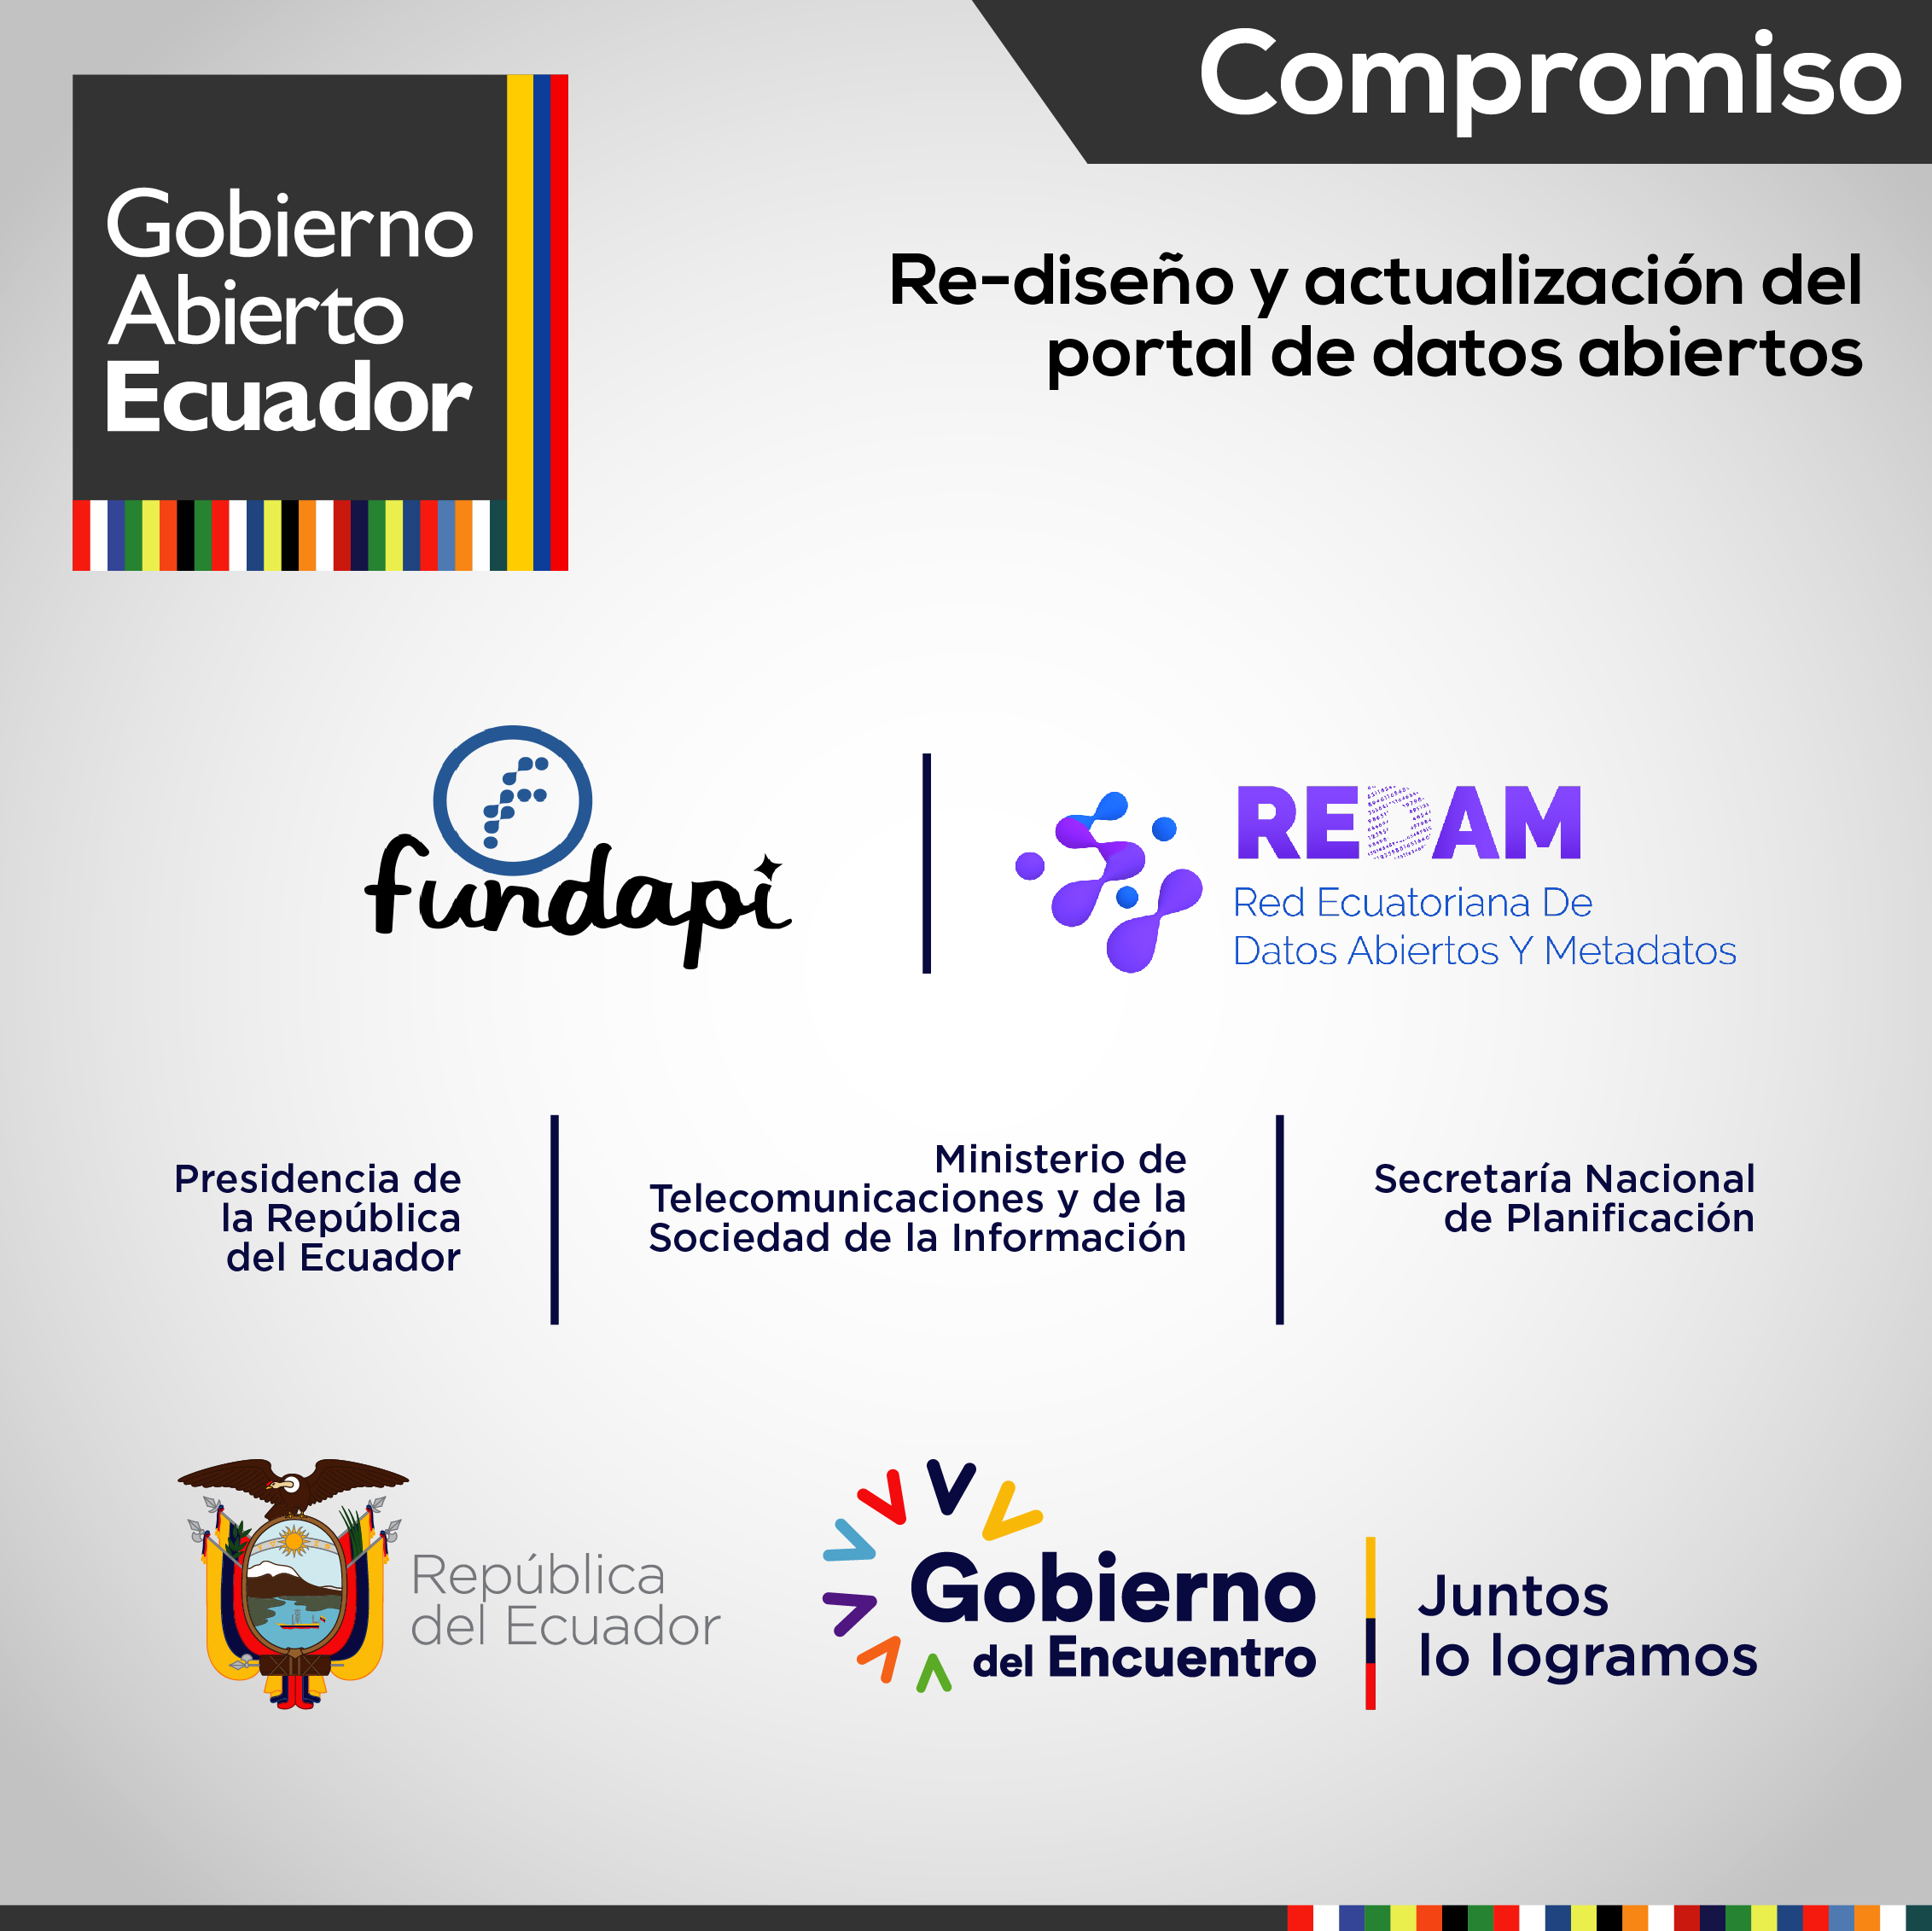 Compromiso
Gobierno
Abierto
Ecuador
Re-diseño y actualización del
portal de datos abiertos
fundapi
REDAM
Red Ecuatoriana De
Datos Abiertos Y Metadatos
Presidencia de
la República
del Ecuador
Ministerio de
Telecomunicaciones y de la
Sociedad de la Información
Secretaría Nacional
de Planificación
República
del Ecuador
Gobierno
del Encuentro
Juntos
lo logramos